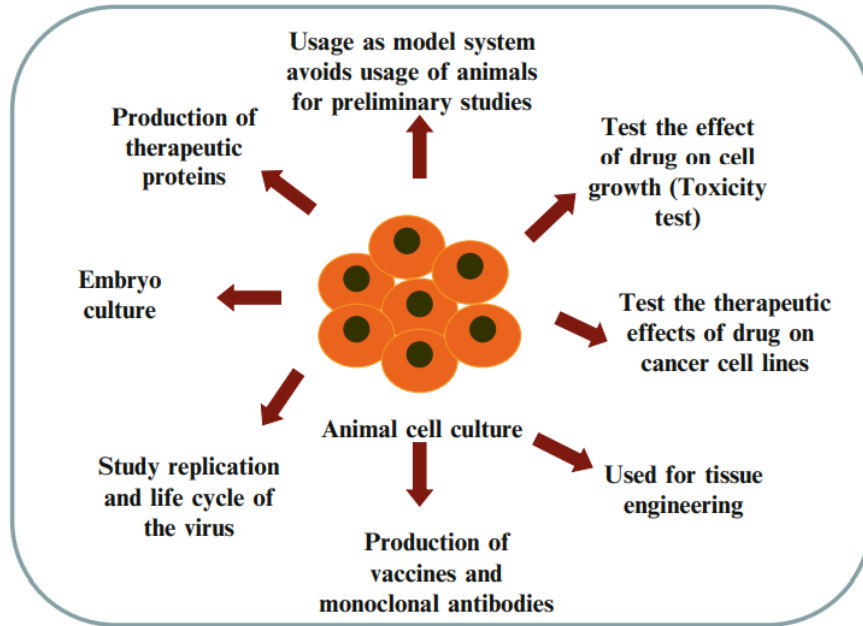 Usage as model system
avoids usage of animals
for preliminary studies
Production of
therapeutic
proteins
Test the effect
of drug on cell
growth (Toxicity
test)
Embryo
culture
Test the therapeutic
effects of drug on
cancer cell lines
Animal cell culture
Study replication
and life cycle of
the virus
Used for tissue
engineering
Production of
vaccines and
monoclonal antibodies